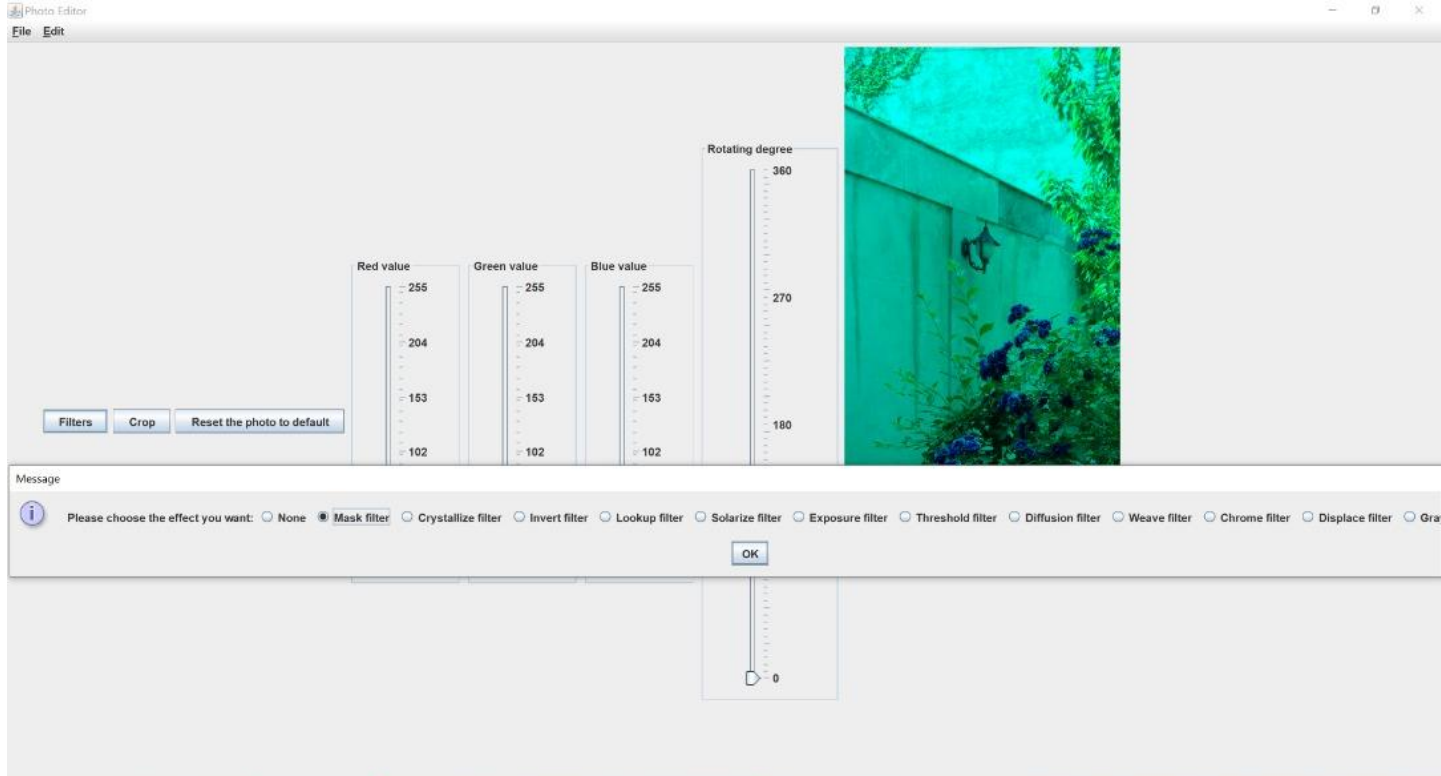 Photo Editor
File Edit
Rotating degree
360
270
180
0
Red value
255
204
153
102
Green value
255
204
153
102
Blue value
255
204
153
102
Filters Crop Reset the photo to default
Message
Please choose the effect you want: None Mask filter Crystallize filter Invert filter Lookup filter Solarize filter Exposure filter Threshold filter Diffusion filter Weave filter Chrome filter Displace filter Gra
OK